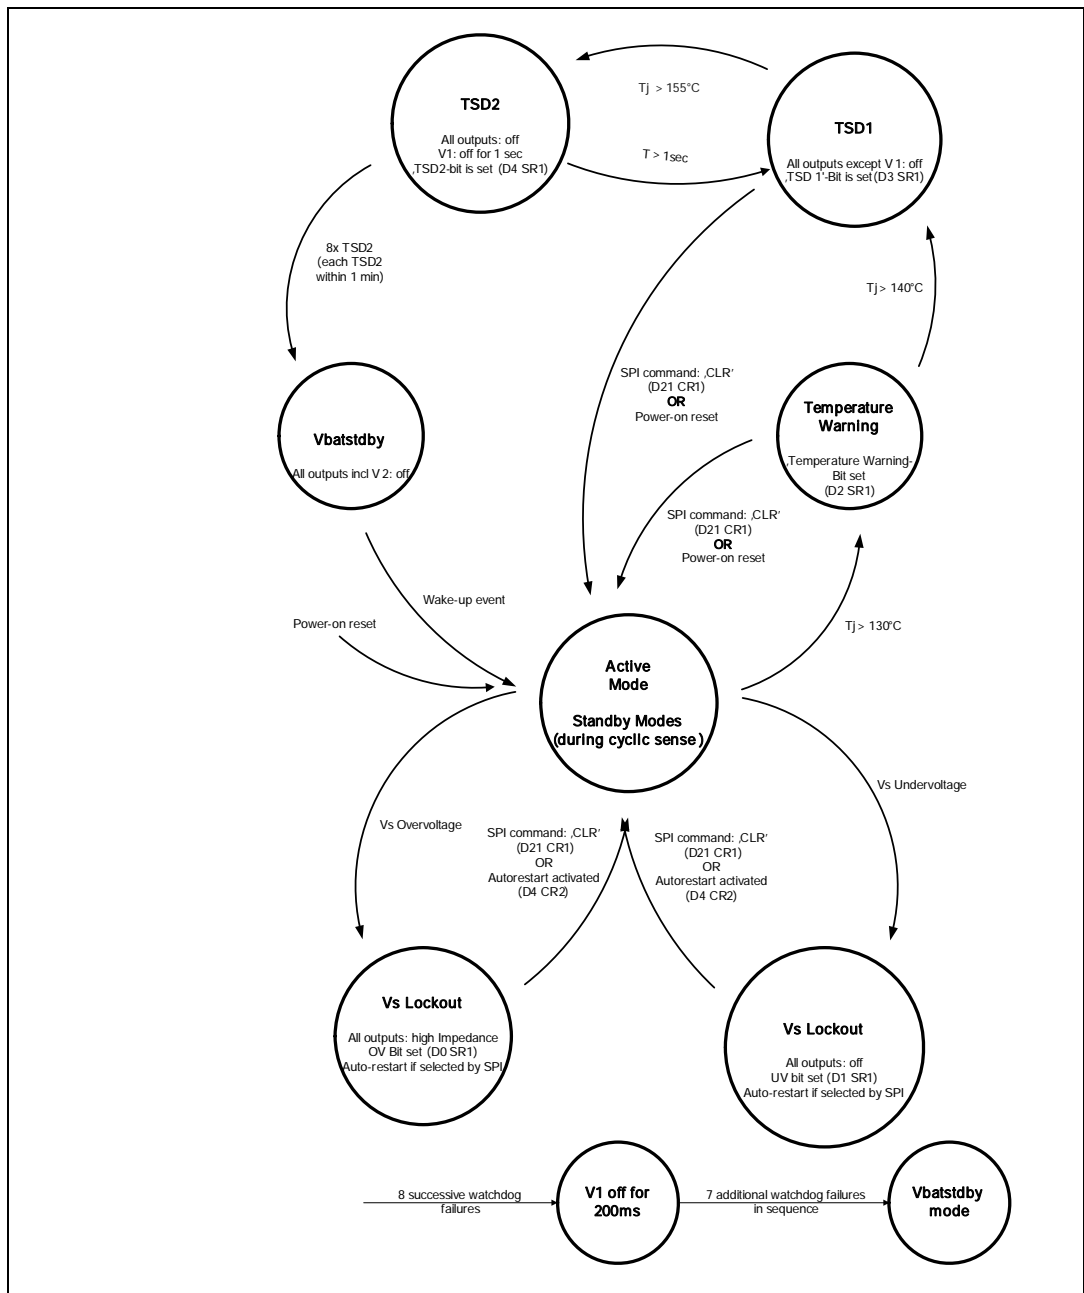 TSD2
All outputs: off
V1: off for 1 sec
‚TSD2-bit is set (D4 SR1)
Tj > 155°C
T > 1sec
TSD1
All outputs except V1: off
‚TSD 1'-Bit is set (D3 SR1)
8x TSD2
(each TSD2
within 1 min)
Tj > 140°C
SPI command: ‚CLR’
(D21 CR1)
OR
Power-on reset
Vbatstdby
All outputs incl V 2: off
Temperature
Warning
‚Temperature Warning-
Bit set
(D2 SR1)
SPI command: ‚CLR’
(D21 CR1)
OR
Power-on reset
Wake-up event
Power-on reset
Tj > 130°C
Active
Mode
Standby Modes
(during cyclic sense)
Vs Overvoltage
Vs Undervoltage
SPI command: ‚CLR’
(D21 CR1)
OR
Autorestart activated
(D4 CR2)
SPI command: ‚CLR’
(D21 CR1)
OR
Autorestart activated
(D4 CR2)
Vs Lockout
All outputs: high Impedance
OV Bit set (D0 SR1)
Auto-restart if selected by SPI
Vs Lockout
All outputs: off
UV bit set (D1 SR1)
Auto-restart if selected by SPI
8 successive watchdog
failures
V1 off for
200ms
7 additional watchdog failures
in sequence
Vbatstdby
mode